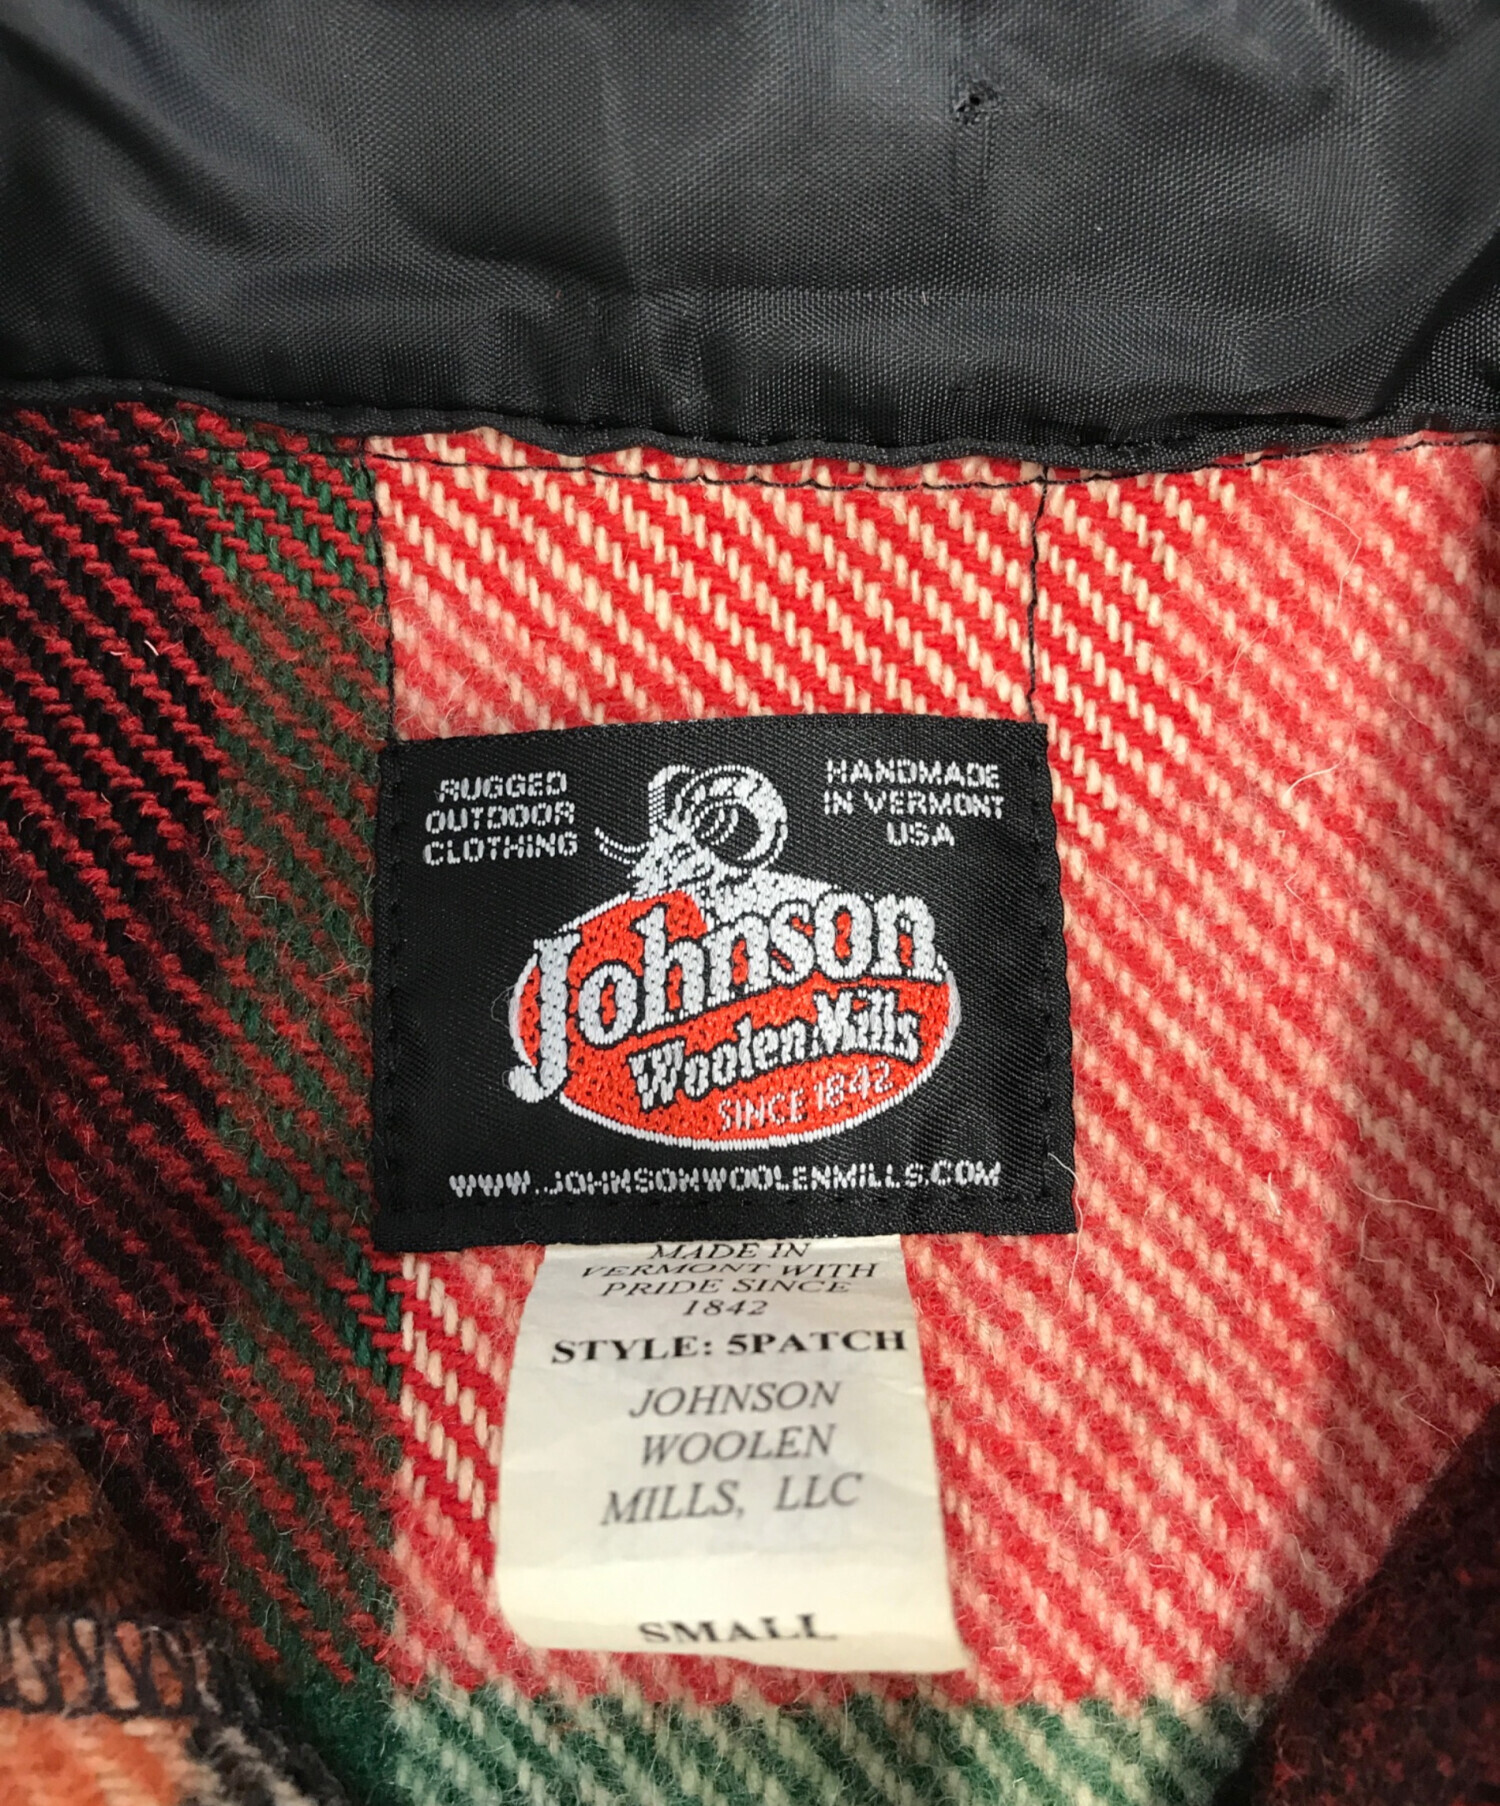 RUGGED
OUTDOOR
CLOTHING
HANDMADE
IN VERMONT
USA
Johnson
Woolen Mills
SINCE 1842
WWW.JOHNSONWOOLENMILLS.COM
MADE IN
VERMONT WITH
PRIDE SINCE
1842
STYLE: 5PATCH
JOHNSON
WOOLEN
MILLS, LLC
SMALL